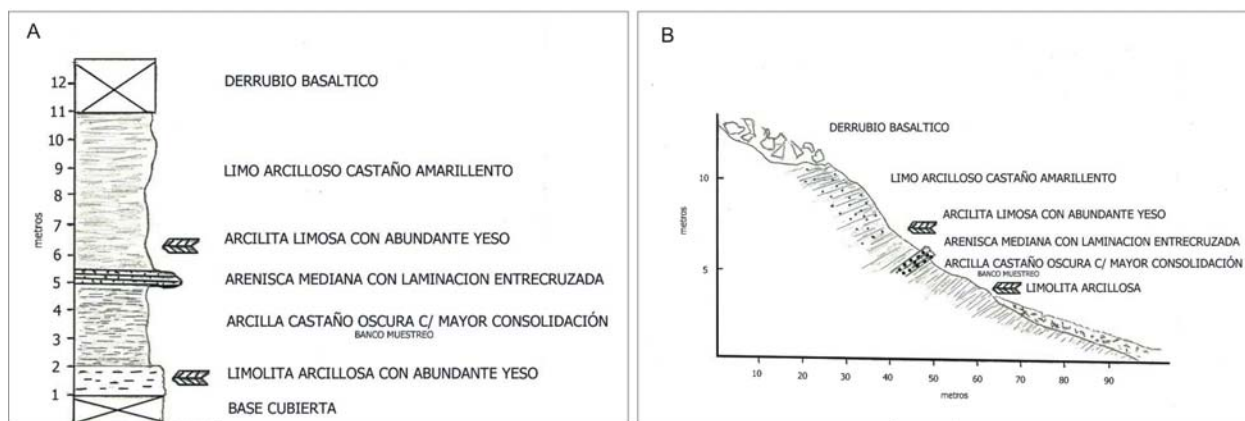 A
12
11
10
9
8
7
6
5
4
3
2
1
metros
DERRUBIO BASALTICO
LIMO ARCILLOSO CASTAÑO AMARILLENTO
ARCILITA LIMOSA CON ABUNDANTE YESO
ARENISCA MEDIANA CON LAMINACION ENTRECRUZADA
ARCILLA CASTAÑO OSCURA C/ MAYOR CONSOLIDACIÓN
BANCO MUESTREO
LIMOLITA ARCILLOSA CON ABUNDANTE YESO
BASE CUBIERTA
B
DERRUBIO BASALTICO
LIMO ARCILLOSO CASTAÑO AMARILLENTO
ARCILITA LIMOSA CON ABUNDANTE YESO
ARENISCA MEDIANA CON LAMINACION ENTRECRUZADA
ARCILLA CASTAÑO OSCURA C/ MAYOR CONSOLIDACIÓN
BANCO MUESTREO
LIMOLITA ARCILLOSA
10
5
10 20 30 40 50 60 70 80 90
metros
metros